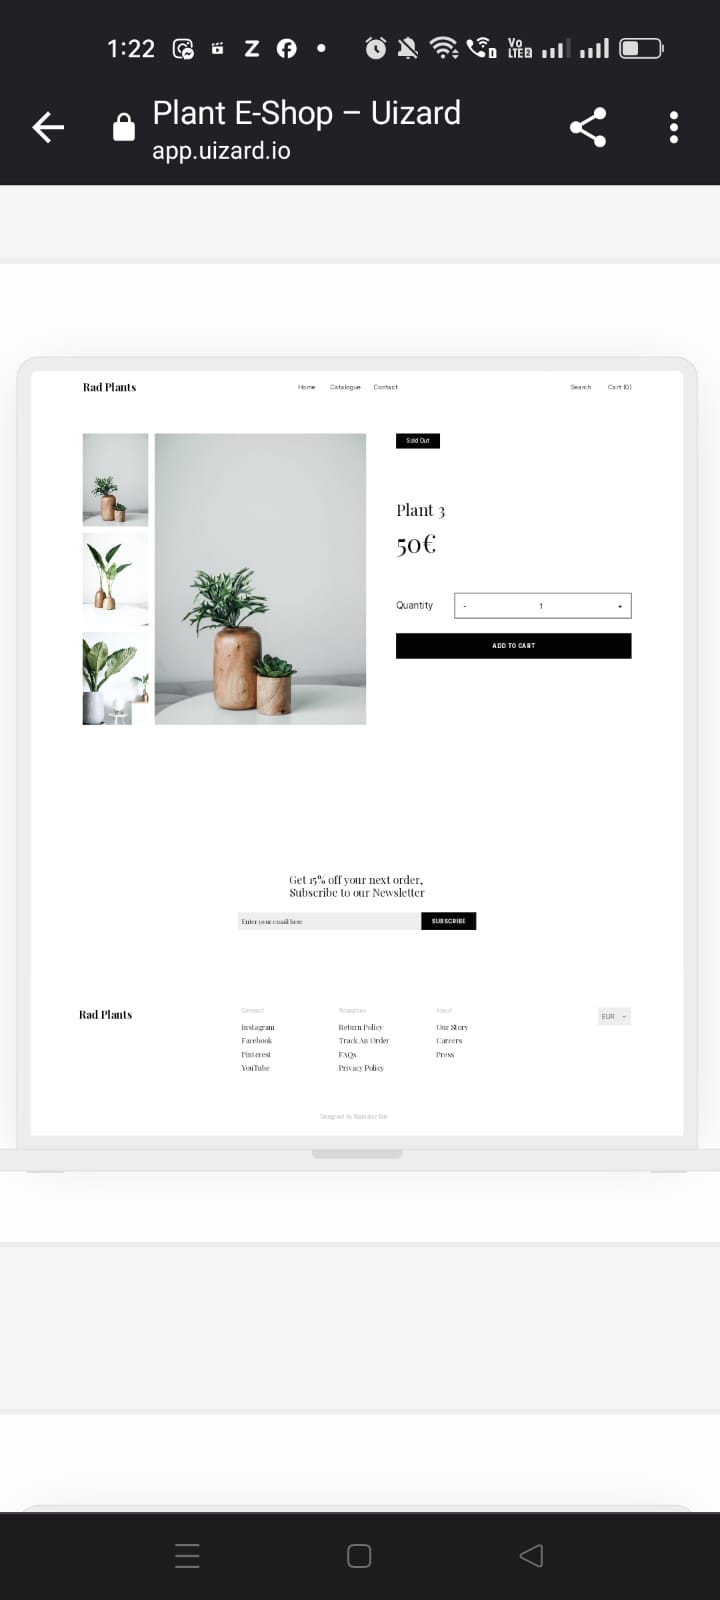 1:22
Vo
LTE2
Plant E-Shop – Uizard
app.uizard.io
Rad Plants
Home Catalogue Contact
Search Cart (0)
Sold Out
Plant 3
50€
Quantity - 1 +
ADD TO CART
Get 15% off your next order,
Subscribe to our Newsletter
Enter your email here SUBSCRIBE
Rad Plants
Connect
Instagram
Facebook
Pinterest
YouTube
Resources
Return Policy
Track An Order
FAQs
Privacy Policy
About
Our Story
Careers
Press
EUR
Designed by